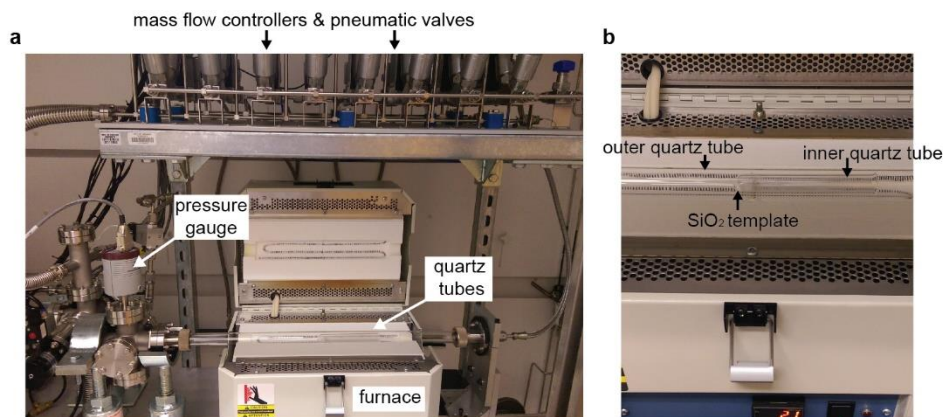 mass flow controllers & pneumatic valves
a
b
outer quartz tube
inner quartz tube
pressure
gauge
SiO₂ template
quartz
tubes
furnace
21